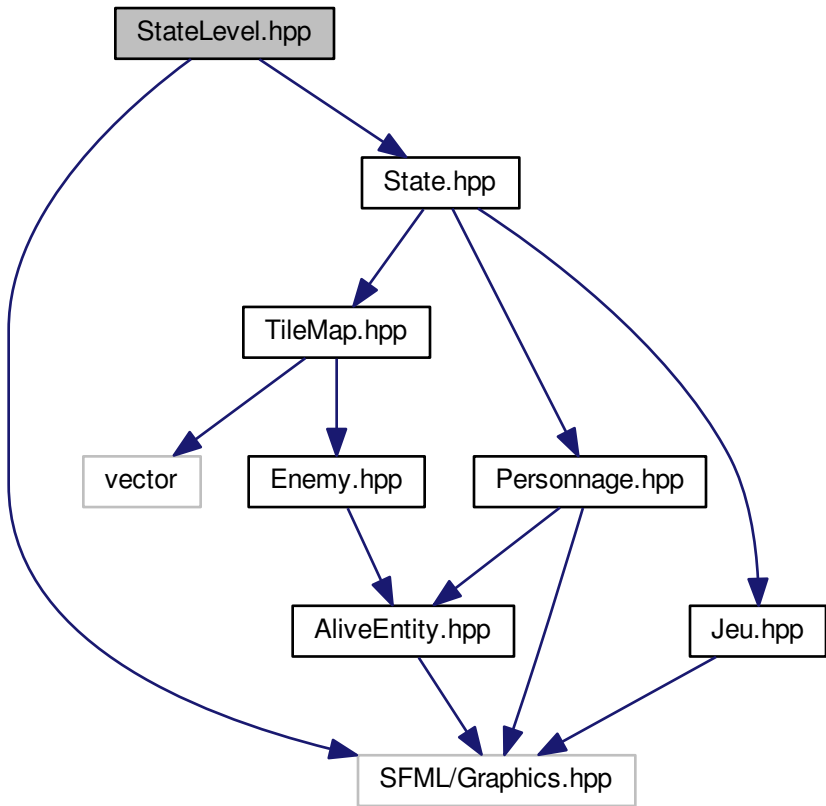 StateLevel.hpp
State.hpp
TileMap.hpp
vector
Enemy.hpp
Personnage.hpp
AliveEntity.hpp
Jeu.hpp
SFML/Graphics.hpp